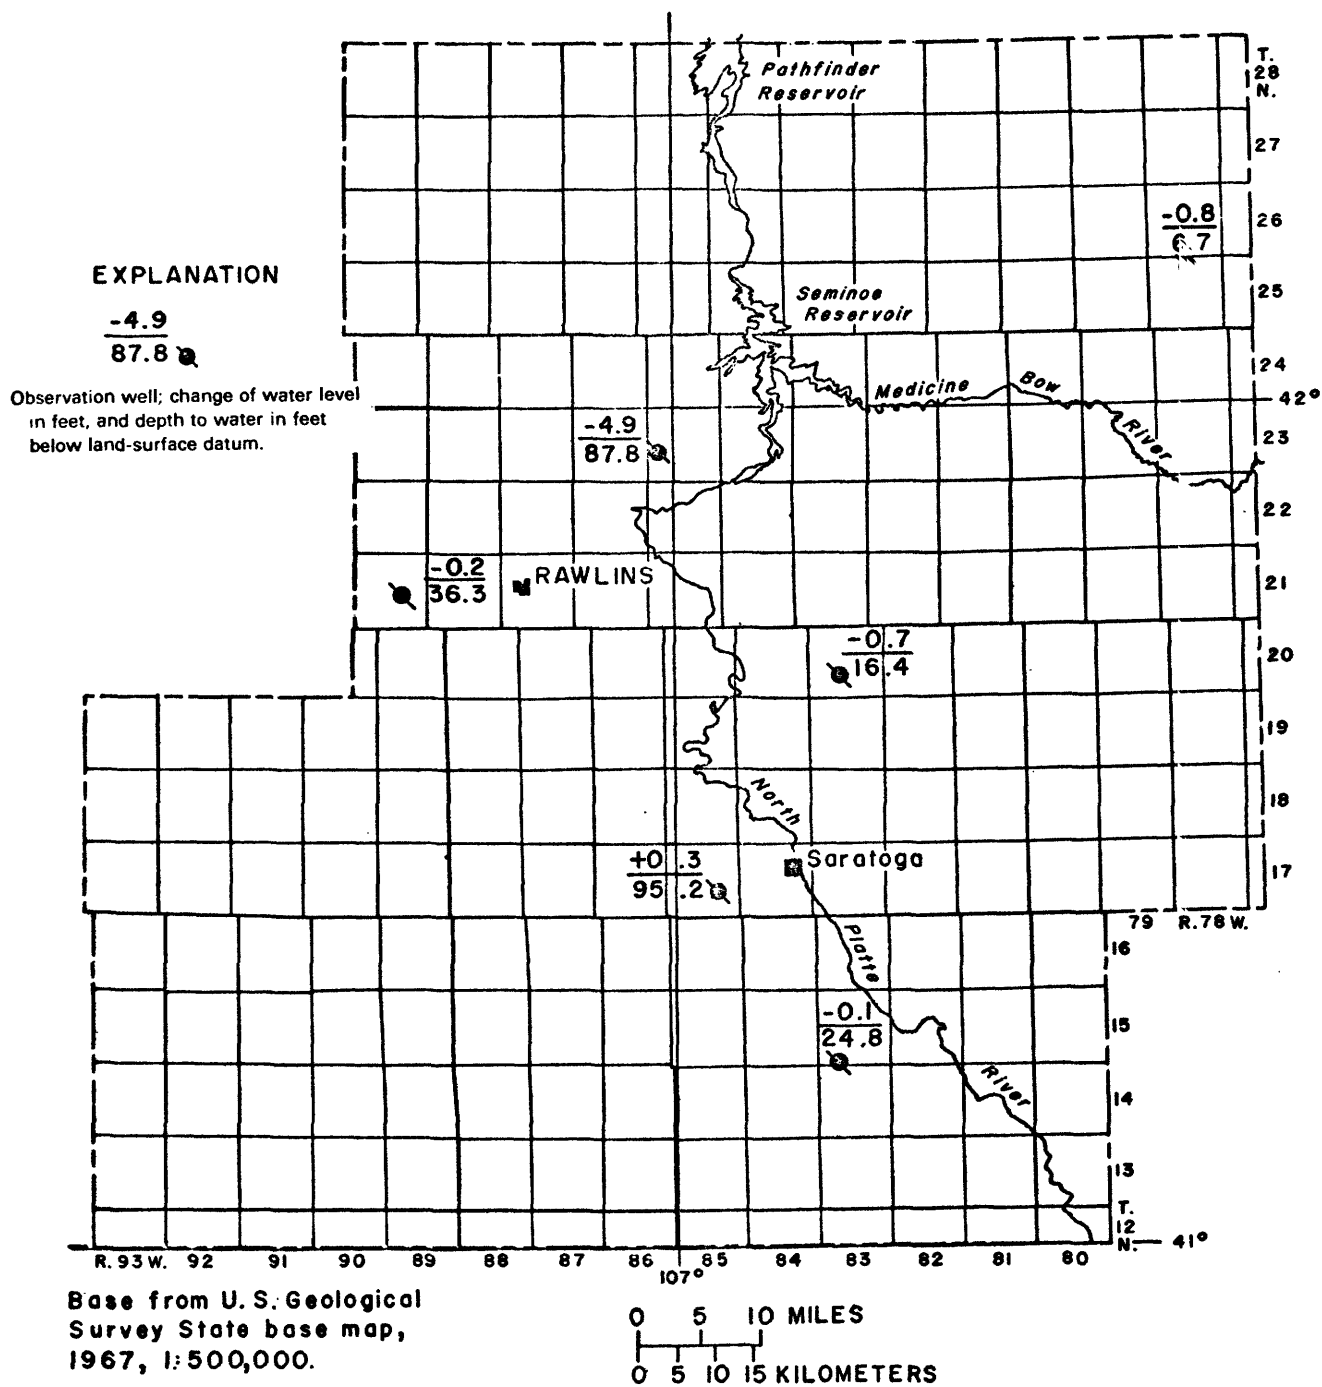 T.
28
N.
Pathfinder
Reservoir
27
-0.8
6.7
26
EXPLANATION
-4.9
87.8
Observation well; change of water level
in feet, and depth to water in feet
below land-surface datum.
Seminoe
Reservoir
25
24
Medicine Bow River
42°
-4.9
87.8
23
22
-0.2
36.3
RAWLINS
21
-0.7
16.4
20
19
North
18
+0.3
95.2
Saratoga
17
79 R.78 W.
Platte
16
-0.1
24.8
15
River
14
13
T.
12
N.
41°
R. 93 W. 92 91 90 89 88 87 86 85 84 83 82 81 80
107°
Base from U.S. Geological
Survey State base map,
1967, 1:500,000.
0 5 10 MILES
0 5 10 15 KILOMETERS